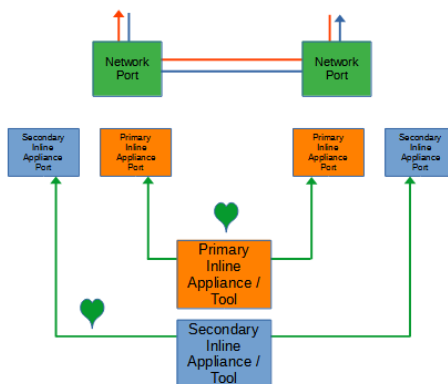 Network
Port
Network
Port
Secondary
Inline
Appliance
Port
Primary
Inline
Appliance
Port
Primary
Inline
Appliance
Port
Secondary
Inline
Appliance
Port
Primary
Inline
Appliance /
Tool
Secondary
Inline
Appliance /
Tool